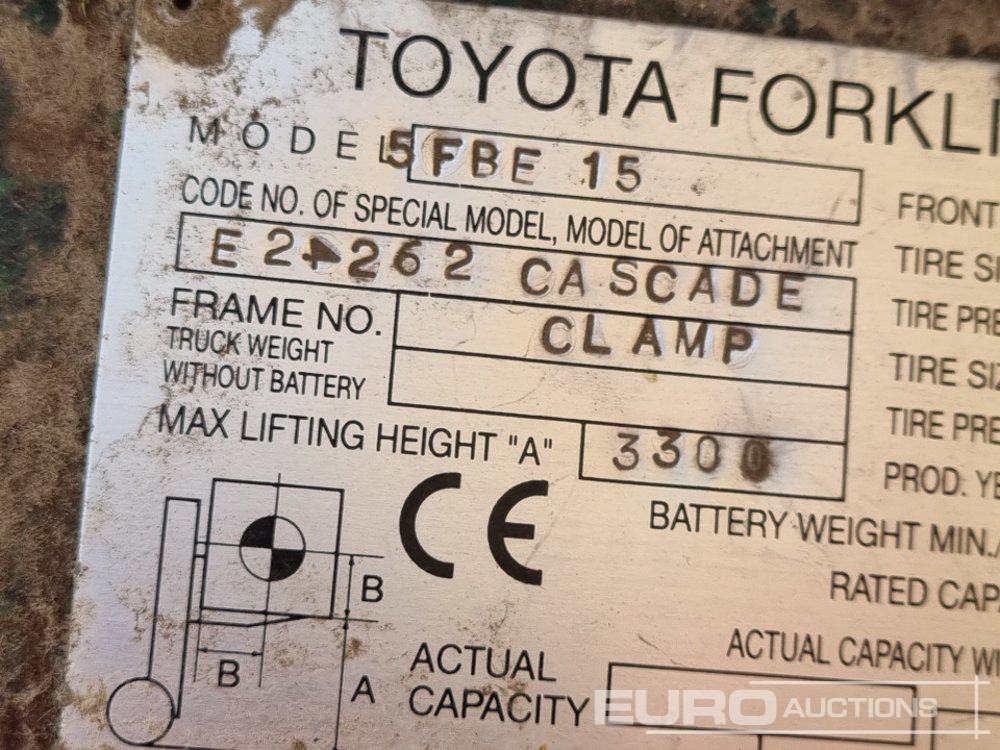 TOYOTA FORKLI
MODEL 5FBE 15
CODE NO. OF SPECIAL MODEL, MODEL OF ATTACHMENT
262 CASCADE
FRAME NO. CLAMP
TRUCK WEIGHT
WITHOUT BATTERY
MAX LIFTING HEIGHT "A" 3300
FRONT
TIRE SI
TIRE PRE
TIRE SIZ
TIRE PRE
PROD. YE
CE
BATTERY WEIGHT MIN./
RATED CAP
ACTUAL CAPACITY WI
ACTUAL
CAPACITY
B
B
A
EURO AUCTIONS